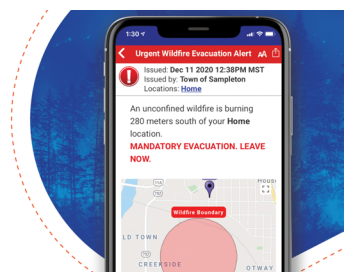 1:30
Urgent Wildfire Evacuation Alert AA
Issued: Dec 11 2020 12:38PM MST
Issued by: Town of Sampleton
Locations: Home
An unconfined wildfire is burning
280 meters south of your Home
location.
MANDATORY EVACUATION. LEAVE
NOW.
Wildfire Boundary
LD TOWN
CREEKSIDE
OTWAY